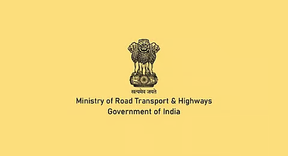 सत्यमेव जयते
Ministry of Road Transport & Highways
Government of India